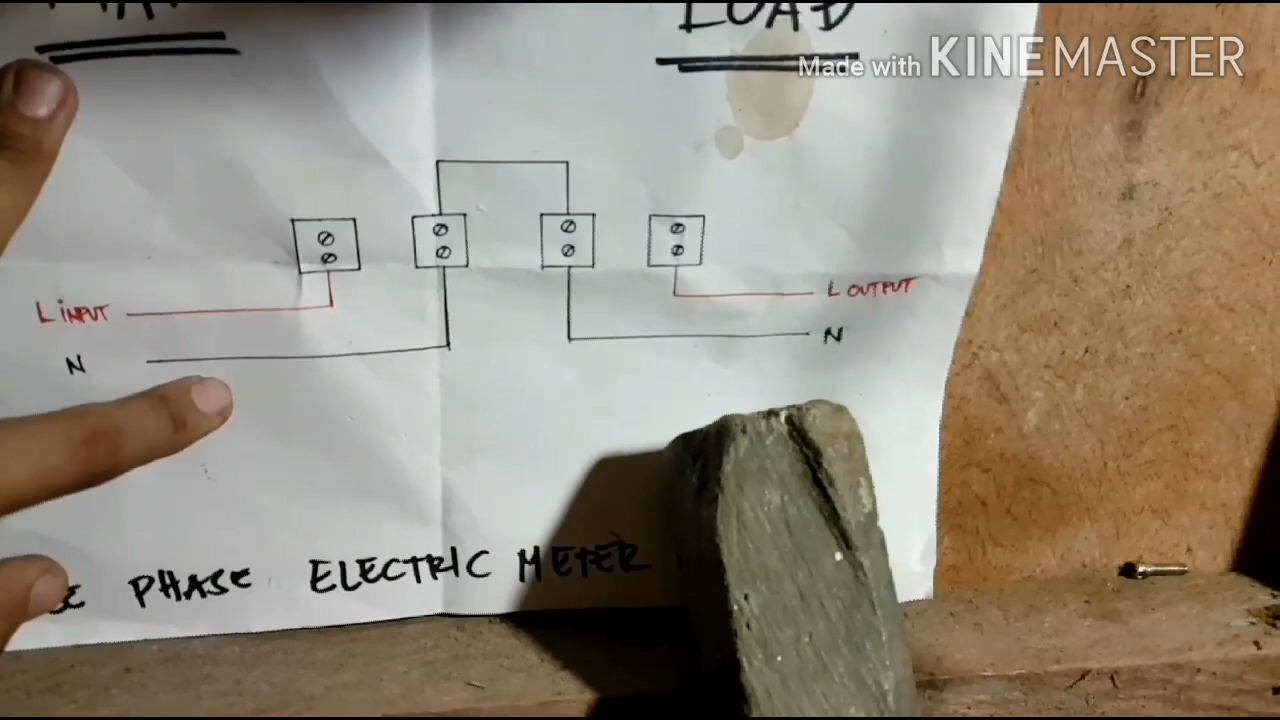 LOAD
Made with KINEMASTER
L INPUT
L OUTPUT
N
N
PHASE ELECTRIC METER